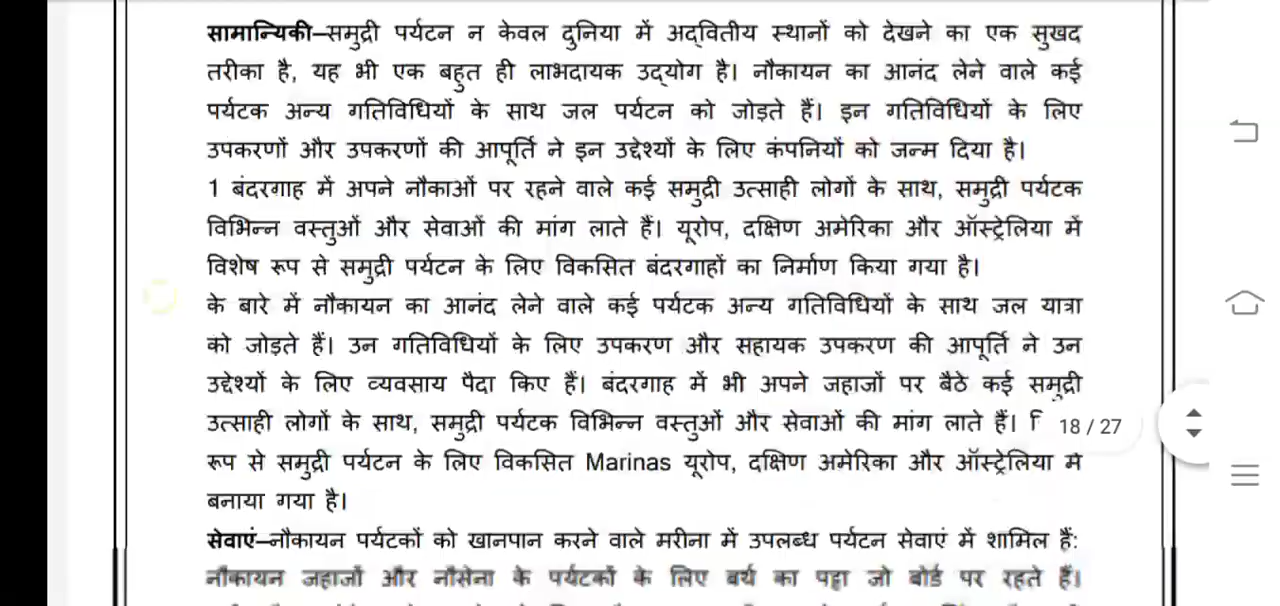 सामान्यिकी–समुद्री पर्यटन न केवल दुनिया में अद्वितीय स्थानों को देखने का एक सुखद
तरीका है, यह भी एक बहुत ही लाभदायक उद्योग है। नौकायन का आनंद लेने वाले कई
पर्यटक अन्य गतिविधियों के साथ जल पर्यटन को जोड़ते हैं। इन गतिविधियों के लिए
उपकरणों और उपकरणों की आपूर्ति ने इन उद्देश्यों के लिए कंपनियों को जन्म दिया है।
1 बंदरगाह में अपने नौकाओं पर रहने वाले कई समुद्री उत्साही लोगों के साथ, समुद्री पर्यटक
विभिन्न वस्तुओं और सेवाओं की मांग लाते हैं। यूरोप, दक्षिण अमेरिका और ऑस्ट्रेलिया में
विशेष रूप से समुद्री पर्यटन के लिए विकसित बंदरगाहों का निर्माण किया गया है।
के बारे में नौकायन का आनंद लेने वाले कई पर्यटक अन्य गतिविधियों के साथ जल यात्रा
को जोड़ते हैं। उन गतिविधियों के लिए उपकरण और सहायक उपकरण की आपूर्ति ने उन
उद्देश्यों के लिए व्यवसाय पैदा किए हैं। बंदरगाह में भी अपने जहाजों पर बैठे कई समुद्री
उत्साही लोगों के साथ, समुद्री पर्यटक विभिन्न वस्तुओं और सेवाओं की मांग लाते हैं।
18 / 27
रूप से समुद्री पर्यटन के लिए विकसित Marinas यूरोप, दक्षिण अमेरिका और ऑस्ट्रेलिया में
बनाया गया है।
सेवाएं–नौकायन पर्यटकों को खानपान करने वाले मरीना में उपलब्ध पर्यटन सेवाएं में शामिल हैं:
नौकायन जहाजों और नौसेना के पर्यटकों के लिए बर्थ का पट्टा जो बोर्ड पर रहते हैं।